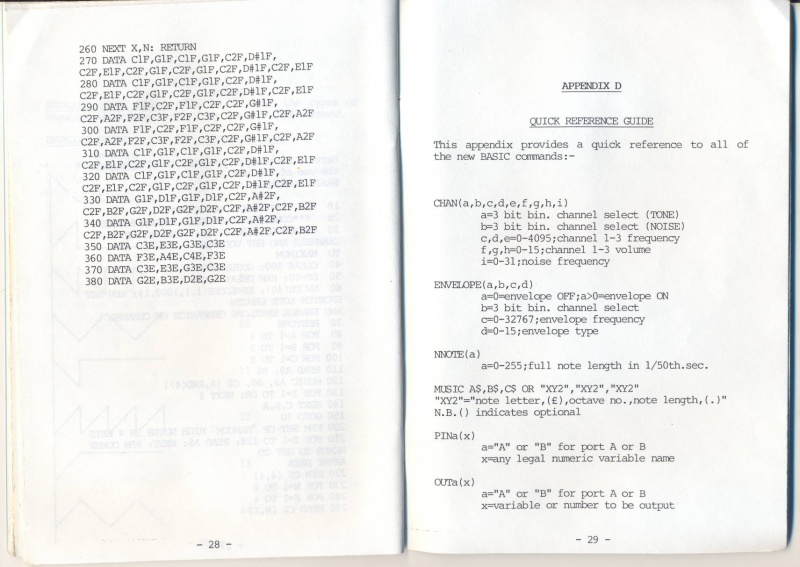 260 NEXT X,N: RETURN
270 DATA C1F,G1F,C1F,G1F,C2F,D#1F,
C2F,E1F,C2F,G1F,C2F,G1F,C2F,D#1F,C2F,E1F
280 DATA C1F,G1F,C1F,G1F,C2F,D#1F,
C2F,E1F,C2F,G1F,C2F,G1F,C2F,D#1F,C2F,E1F
290 DATA F1F,C2F,F1F,C2F,C2F,G#1F,
C2F,A2F,F2F,C3F,F2F,C3F,C2F,G#1F,C2F,A2F
300 DATA F1F,C2F,F1F,C2F,C2F,G#1F,
C2F,A2F,F2F,C3F,F2F,C3F,C2F,G#1F,C2F,A2F
310 DATA C1F,G1F,C1F,G1F,C2F,D#1F,
C2F,E1F,C2F,G1F,C2F,G1F,C2F,D#1F,C2F,E1F
320 DATA C1F,G1F,C1F,G1F,C2F,D#1F,
C2F,E1F,C2F,G1F,C2F,G1F,C2F,D#1F,C2F,E1F
330 DATA G1F,D1F,G1F,D1F,C2F,A#2F,
C2F,B2F,G2F,D2F,G2F,D2F,C2F,A#2F,C2F,B2F
340 DATA G1F,D1F,G1F,D1F,C2F,A#2F,
C2F,B2F,G2F,D2F,G2F,D2F,C2F,A#2F,C2F,B2F
350 DATA C3E,E3E,G3E,C3E
360 DATA F3E,A4E,C4E,F3E
370 DATA C3E,E3E,G3E,C3E
380 DATA G2E,B3E,D2E,G2E
- 28 -
APPENDIX D
QUICK REFERENCE GUIDE
This appendix provides a quick reference to all of
the new BASIC commands:-
CHAN(a,b,c,d,e,f,g,h,i)
a=3 bit bin. channel select (TONE)
b=3 bit bin. channel select (NOISE)
c,d,e=0-4095;channel 1-3 frequency
f,g,h=0-15;channel 1-3 volume
i=0-31;noise frequency
ENVELOPE(a,b,c,d)
a=0=envelope OFF;a>0=envelope ON
b=3 bit bin. channel select
c=0-32767;envelope frequency
d=0-15;envelope type
NNOTE(a)
a=0-255;full note length in 1/50th.sec.
MUSIC A$,B$,C$ OR "XY2","XY2","XY2"
"XY2"="note letter,(£),octave no.,note length,(.)"
N.B.() indicates optional
PINa(x)
a="A" or "B" for port A or B
x=any legal numeric variable name
OUTa(x)
a="A" or "B" for port A or B
x=variable or number to be output
- 29 -